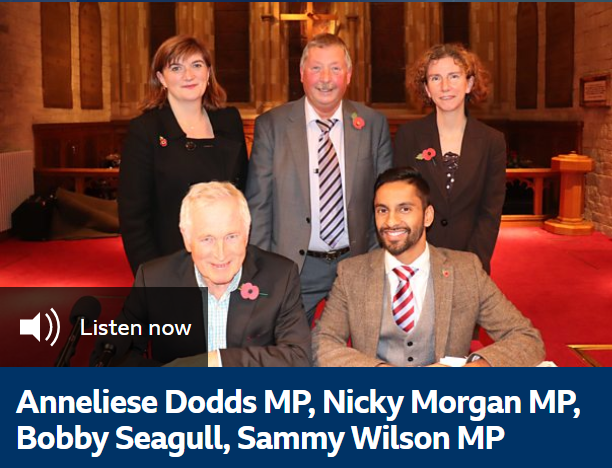 Listen now
Anneliese Dodds MP, Nicky Morgan MP,
Bobby Seagull, Sammy Wilson MP